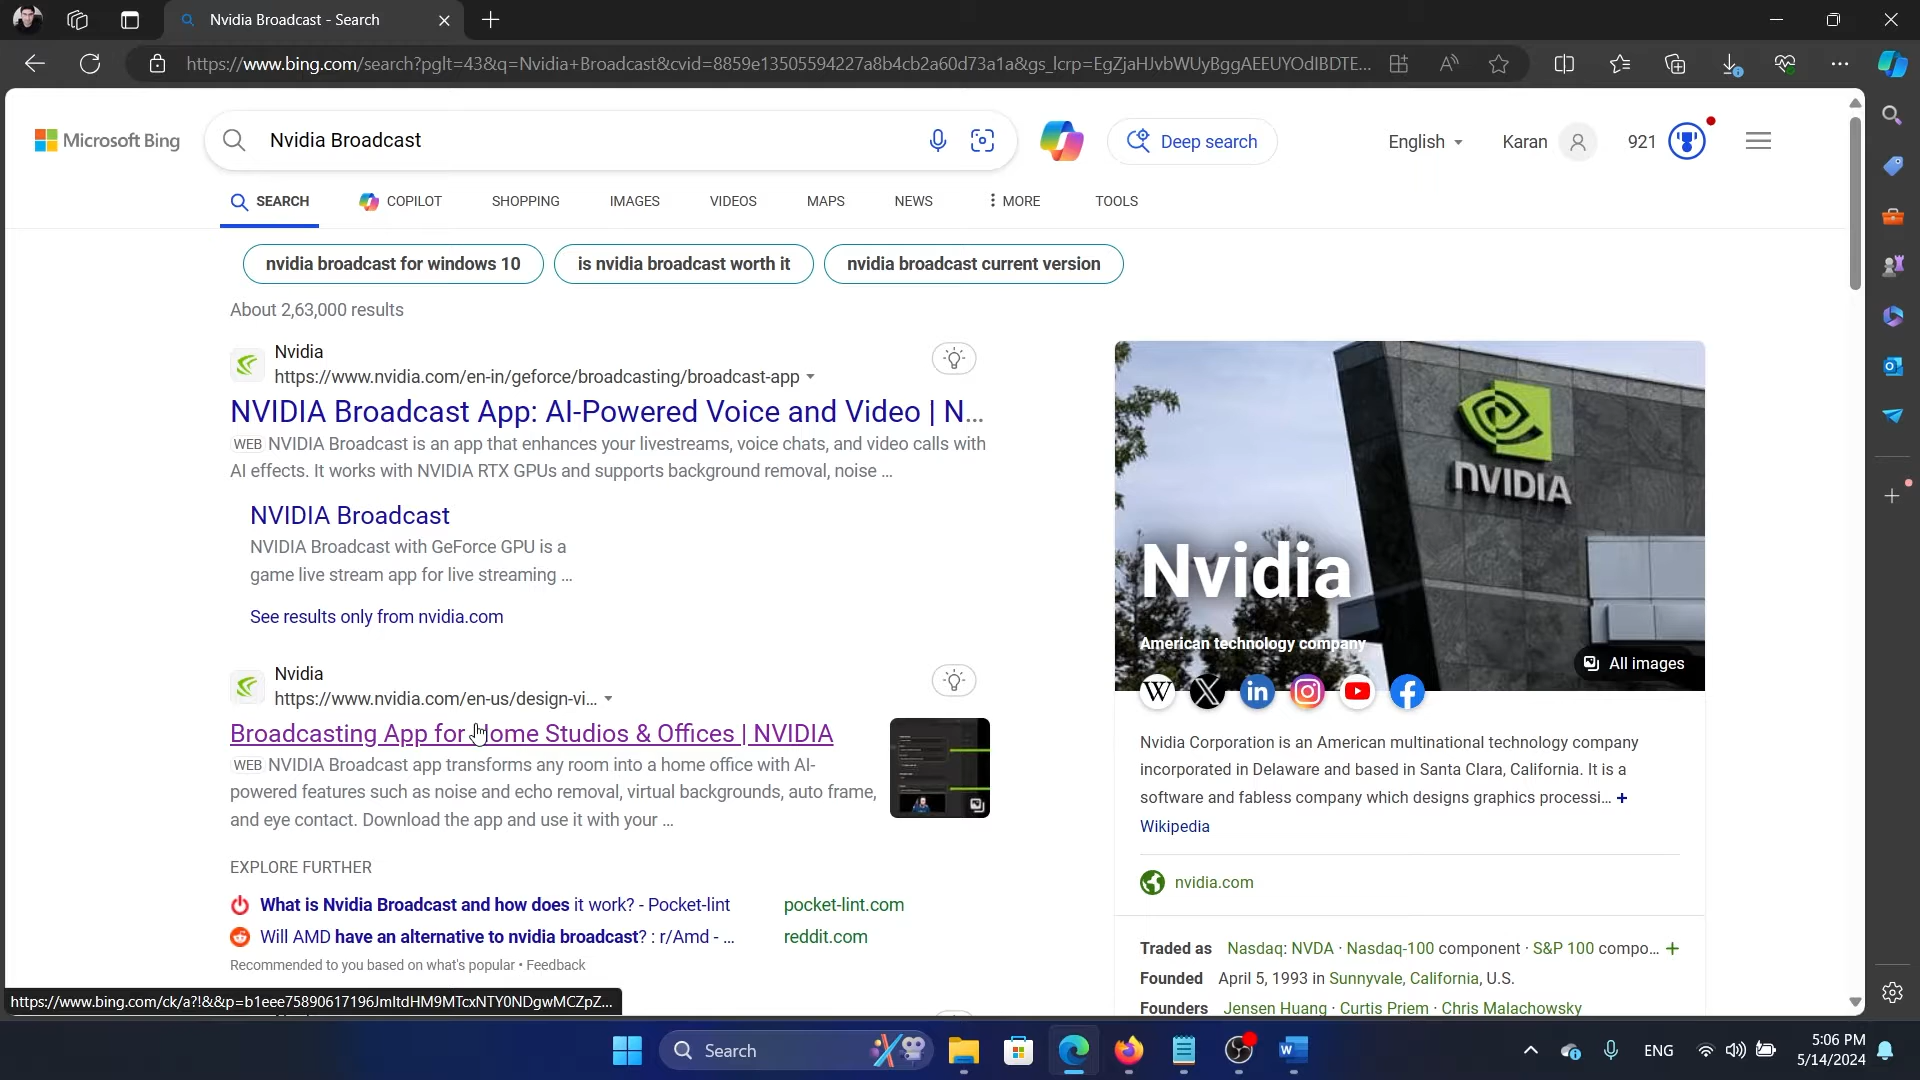 Nvidia Broadcast - Search
https://www.bing.com/search?pglt=43&q=Nvidia+Broadcast&cvid=8859e13505594227a8b4cb2a60d73a1a&gs_lcrp=EgZjaHJvbWUyBggAEEUYOdIBDTE...
Microsoft Bing
Nvidia Broadcast
Deep search
English
Karan
921
SEARCH
COPILOT
SHOPPING
IMAGES
VIDEOS
MAPS
NEWS
MORE
TOOLS
nvidia broadcast for windows 10
is nvidia broadcast worth it
nvidia broadcast current version
About 2,63,000 results
Nvidia
https://www.nvidia.com/en-in/geforce/broadcasting/broadcast-app
NVIDIA Broadcast App: AI-Powered Voice and Video | N...
WEB NVIDIA Broadcast is an app that enhances your livestreams, voice chats, and video calls with
AI effects. It works with NVIDIA RTX GPUs and supports background removal, noise ...
NVIDIA Broadcast
NVIDIA Broadcast with GeForce GPU is a
game live stream app for live streaming ...
See results only from nvidia.com
Nvidia
https://www.nvidia.com/en-us/design-vi...
Broadcasting App for Home Studios & Offices | NVIDIA
WEB NVIDIA Broadcast app transforms any room into a home office with AI-
powered features such as noise and echo removal, virtual backgrounds, auto frame,
and eye contact. Download the app and use it with your ...
EXPLORE FURTHER
What is Nvidia Broadcast and how does it work? - Pocket-lint
pocket-lint.com
Will AMD have an alternative to nvidia broadcast? : r/Amd - ...
reddit.com
Recommended to you based on what's popular • Feedback
https://www.bing.com/ck/a?!&&p=b1eee75890617196JmltdHM9MTcxNTY0NDgwMCZpZ...
NVIDIA
Nvidia
American technology company
All images
Nvidia Corporation is an American multinational technology company
incorporated in Delaware and based in Santa Clara, California. It is a
software and fabless company which designs graphics processi... +
Wikipedia
nvidia.com
Traded as Nasdaq: NVDA · Nasdaq-100 component · S&P 100 compo... +
Founded April 5, 1993 in Sunnyvale, California, U.S.
Founders Jensen Huang · Curtis Priem · Chris Malachowsky
Search
ENG
5:06 PM
5/14/2024